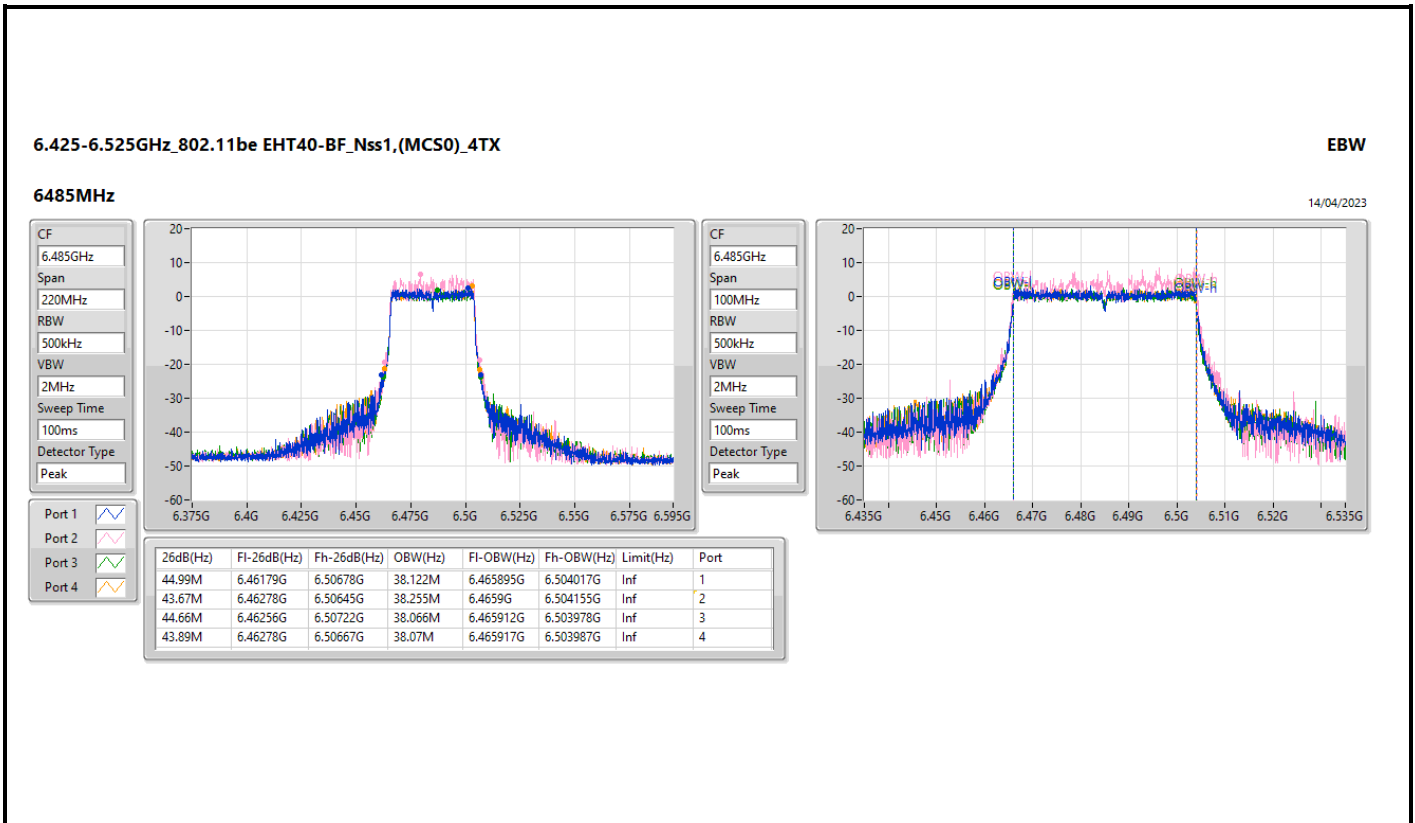 6.425-6.525GHz_802.11be EHT40-BF_Nss1,(MCS0)_4TX
EBW
6485MHz
14/04/2023
CF
6.485GHz
Span
220MHz
RBW
500kHz
VBW
2MHz
Sweep Time
100ms
Detector Type
Peak
Port 1
Port 2
Port 3
Port 4
20
10
0
-10
-20
-30
-40
-50
-60
6.375G 6.4G 6.425G 6.45G 6.475G 6.5G 6.525G 6.55G 6.575G 6.595G
CF
6.485GHz
Span
100MHz
RBW
500kHz
VBW
2MHz
Sweep Time
100ms
Detector Type
Peak
20
10
0
-10
-20
-30
-40
-50
-60
6.435G 6.45G 6.46G 6.47G 6.48G 6.49G 6.5G 6.51G 6.52G 6.535G
26dB(Hz) Fl-26dB(Hz) Fh-26dB(Hz) OBW(Hz) Fl-OBW(Hz) Fh-OBW(Hz) Limit(Hz) Port
44.99M 6.46179G 6.50678G 38.122M 6.465895G 6.504017G Inf 1
43.67M 6.46278G 6.50645G 38.255M 6.4659G 6.504155G Inf 2
44.66M 6.46256G 6.50722G 38.066M 6.465912G 6.503978G Inf 3
43.89M 6.46278G 6.50667G 38.07M 6.465917G 6.503987G Inf 4